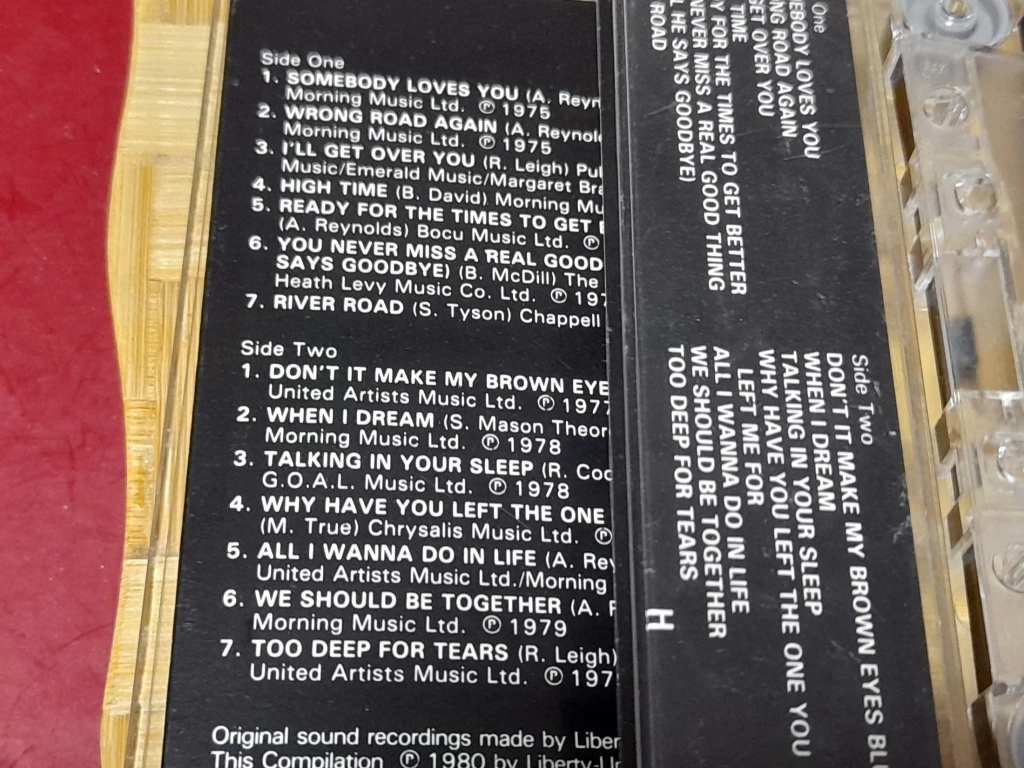 Side One
1. SOMEBODY LOVES YOU (A. Reyn
Morning Music Ltd. ℗ 1975
2. WRONG ROAD AGAIN (A. Reynol
Morning Music Ltd. ℗ 1975
3. I'LL GET OVER YOU (R. Leigh) Pu
Music/Emerald Music/Margaret Bra
4. HIGH TIME (B. David) Morning Mu
5. READY FOR THE TIMES TO GET
(A. Reynolds) Bocu Music Ltd. ℗
6. YOU NEVER MISS A REAL GOOD
SAYS GOODBYE) (B. McDill) The
Heath Levy Music Co. Ltd. ℗ 197
7. RIVER ROAD (S. Tyson) Chappell
Side Two
1. DON'T IT MAKE MY BROWN EYE
United Artists Music Ltd. ℗ 1977
2. WHEN I DREAM (S. Mason Theor
Morning Music Ltd. ℗ 1978
3. TALKING IN YOUR SLEEP (R. Coo
G.O.A.L. Music Ltd. ℗ 1978
4. WHY HAVE YOU LEFT THE ONE
(M. True) Chrysalis Music Ltd. ℗
5. ALL I WANNA DO IN LIFE (A. Rey
United Artists Music Ltd./Morning
6. WE SHOULD BE TOGETHER (A. R
Morning Music Ltd. ℗ 1979
7. TOO DEEP FOR TEARS (R. Leigh)
United Artists Music Ltd. ℗ 197
Original sound recordings made by Liber
This Compilation ℗ 1980 by Liberty-Un
One
EBODY LOVES YOU
NG ROAD AGAIN
GET OVER YOU
TIME
Y FOR THE TIMES TO GET BETTER
NEVER MISS A REAL GOOD THING
L HE SAYS GOODBYE)
ROAD
Side Two
DON'T IT MAKE MY BROWN EYES BLU
WHEN I DREAM
TALKING IN YOUR SLEEP
WHY HAVE YOU LEFT THE ONE YOU
LEFT ME FOR
ALL I WANNA DO IN LIFE
WE SHOULD BE TOGETHER
TOO DEEP FOR TEARS
H